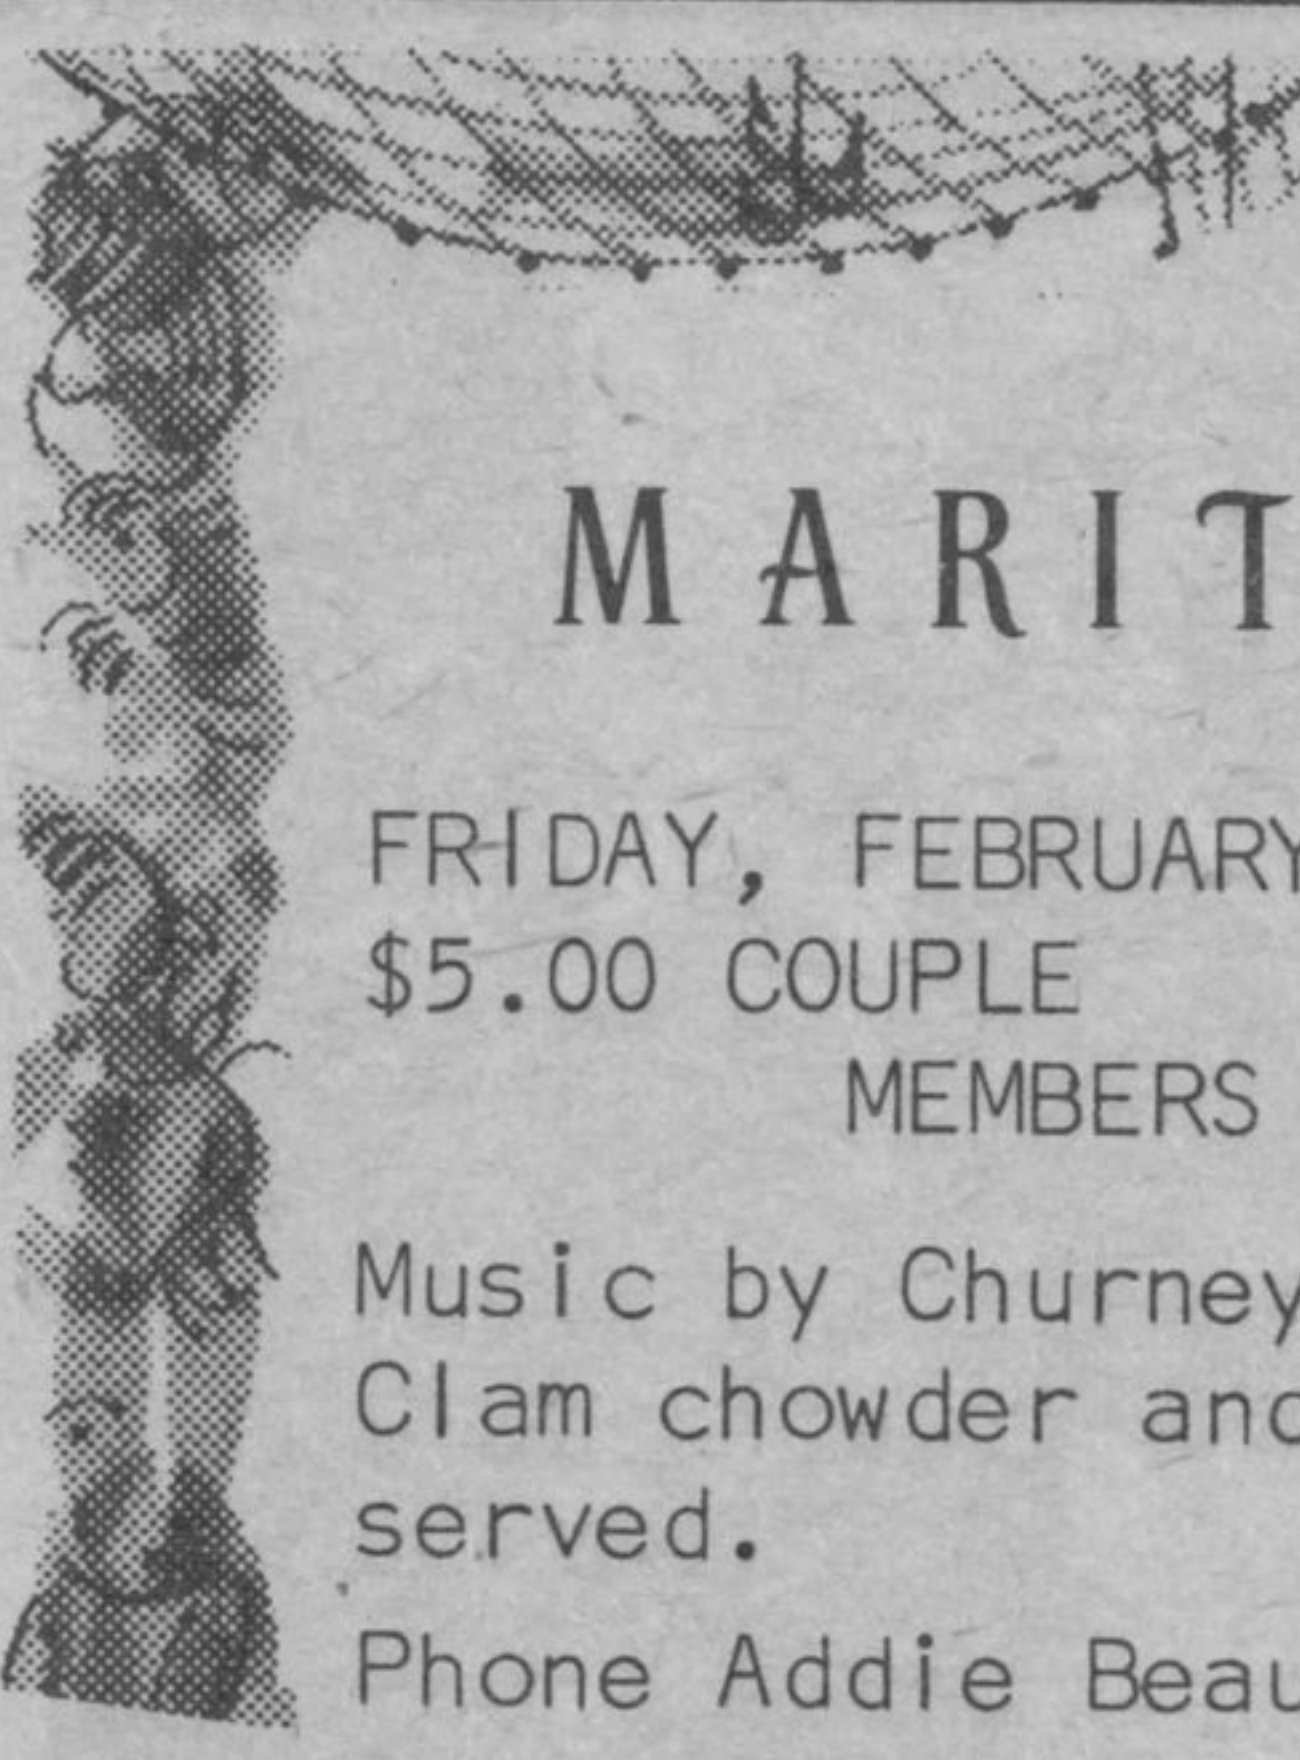 MARIT
FRIDAY, FEBRUARY
$5.00 COUPLE
MEMBERS
Music by Churney
Clam chowder and
served.
Phone Addie Beau